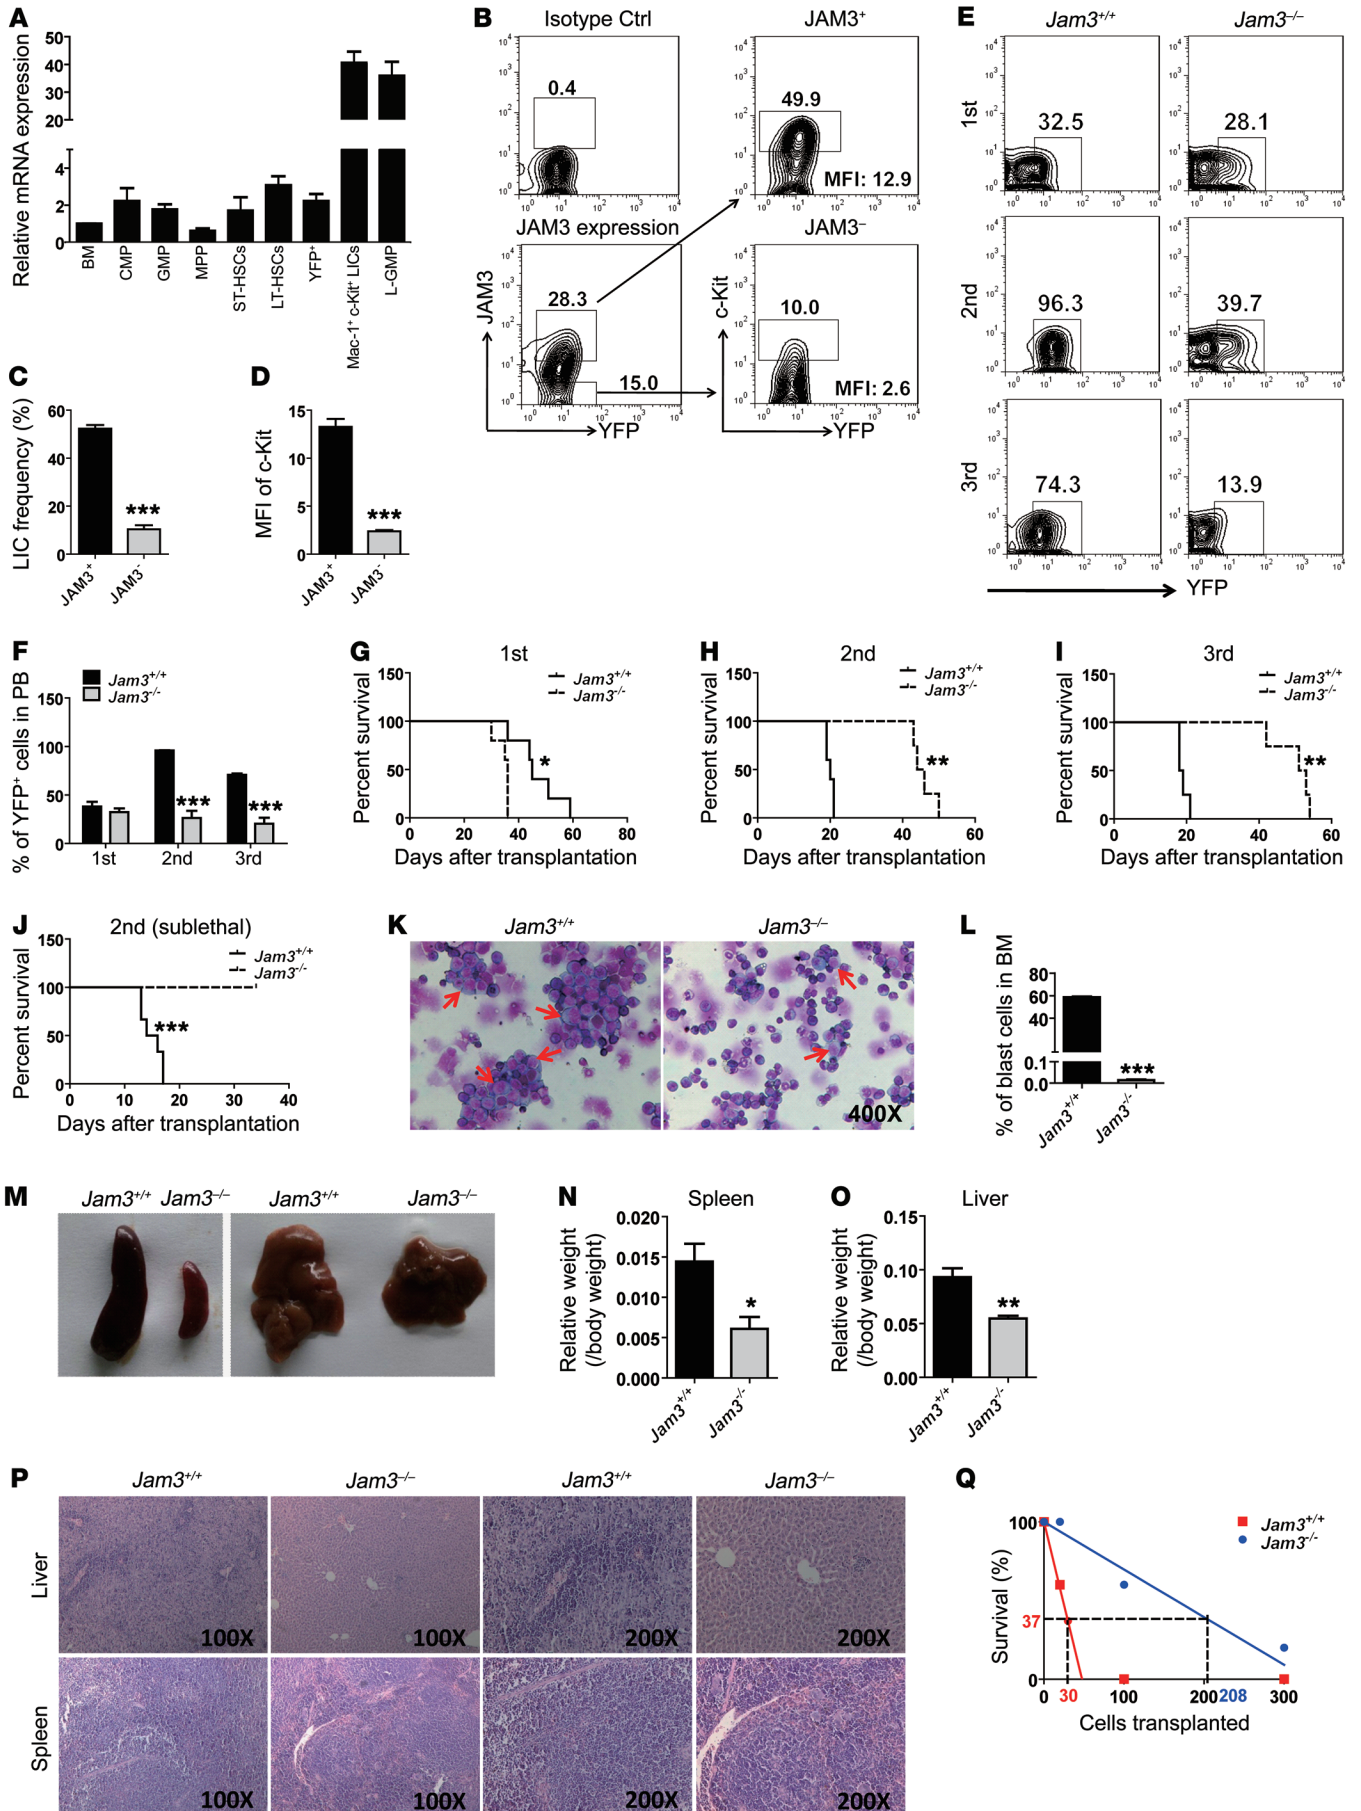 A
Relative mRNA expression
50
40
30
20
4
2
0
BM
CMP
GMP
MPP
ST-HSCs
LT-HSCs
YFP⁺
Mac-1⁺ c-Kit⁺ LICs
L-GMP
B
Isotype Ctrl
JAM3⁺
0.4
49.9
MFI: 12.9
JAM3 expression
JAM3⁻
28.3
15.0
10.0
MFI: 2.6
JAM3
c-Kit
YFP
YFP
10⁰ 10¹ 10² 10³ 10⁴
E
Jam3⁺/⁺
Jam3⁻/⁻
1st
32.5
28.1
2nd
96.3
39.7
3rd
74.3
13.9
10⁰ 10¹ 10² 10³ 10⁴
YFP
C
LIC frequency (%)
60
40
20
0
***
JAM3⁺
JAM3⁻
D
MFI of c-Kit
15
10
5
0
***
JAM3⁺
JAM3⁻
F
% of YFP⁺ cells in PB
Jam3⁺/⁺
Jam3⁻/⁻
150
100
50
0
***
***
1st
2nd
3rd
G
1st
Percent survival
150
100
50
0
Jam3⁺/⁺
Jam3⁻/⁻
*
0 20 40 60 80
Days after transplantation
H
2nd
Percent survival
150
100
50
0
Jam3⁺/⁺
Jam3⁻/⁻
**
0 20 40 60
Days after transplantation
I
3rd
Percent survival
150
100
50
0
Jam3⁺/⁺
Jam3⁻/⁻
**
0 20 40 60
Days after transplantation
J
2nd (sublethal)
Percent survival
150
100
50
0
Jam3⁺/⁺
Jam3⁻/⁻
***
0 10 20 30 40
Days after transplantation
K
Jam3⁺/⁺
Jam3⁻/⁻
400X
L
% of blast cells in BM
80
60
40
0.1
0.0
***
Jam3⁺/⁺
Jam3⁻/⁻
M
Jam3⁺/⁺ Jam3⁻/⁻
Jam3⁺/⁺ Jam3⁻/⁻
N
Spleen
Relative weight
(/body weight)
0.020
0.015
0.010
0.005
0.000
*
Jam3⁺/⁺
Jam3⁻/⁻
O
Liver
Relative weight
(/body weight)
0.15
0.10
0.05
0.00
**
Jam3⁺/⁺
Jam3⁻/⁻
P
Jam3⁺/⁺
Jam3⁻/⁻
Jam3⁺/⁺
Jam3⁻/⁻
Liver
100X
100X
200X
200X
Spleen
100X
100X
200X
200X
Q
Survival (%)
100
37
0
Jam3⁺/⁺
Jam3⁻/⁻
0 30 100 200 208 300
Cells transplanted